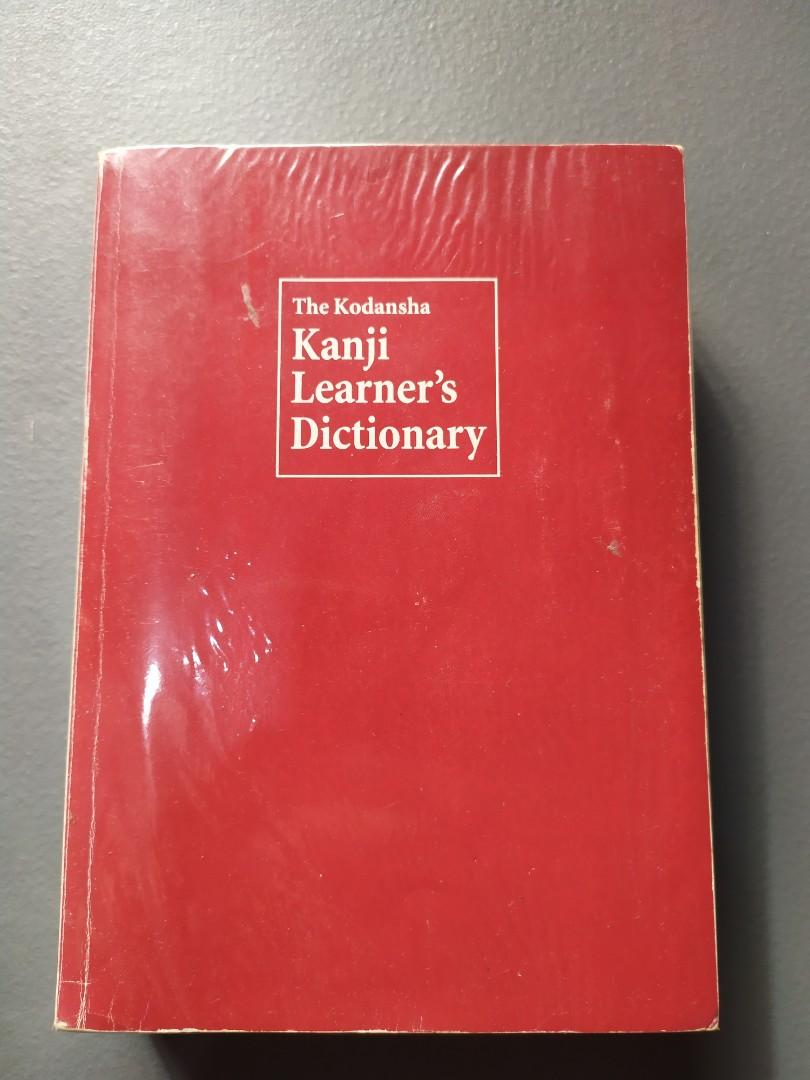 The Kodansha
Kanji
Learner’s
Dictionary